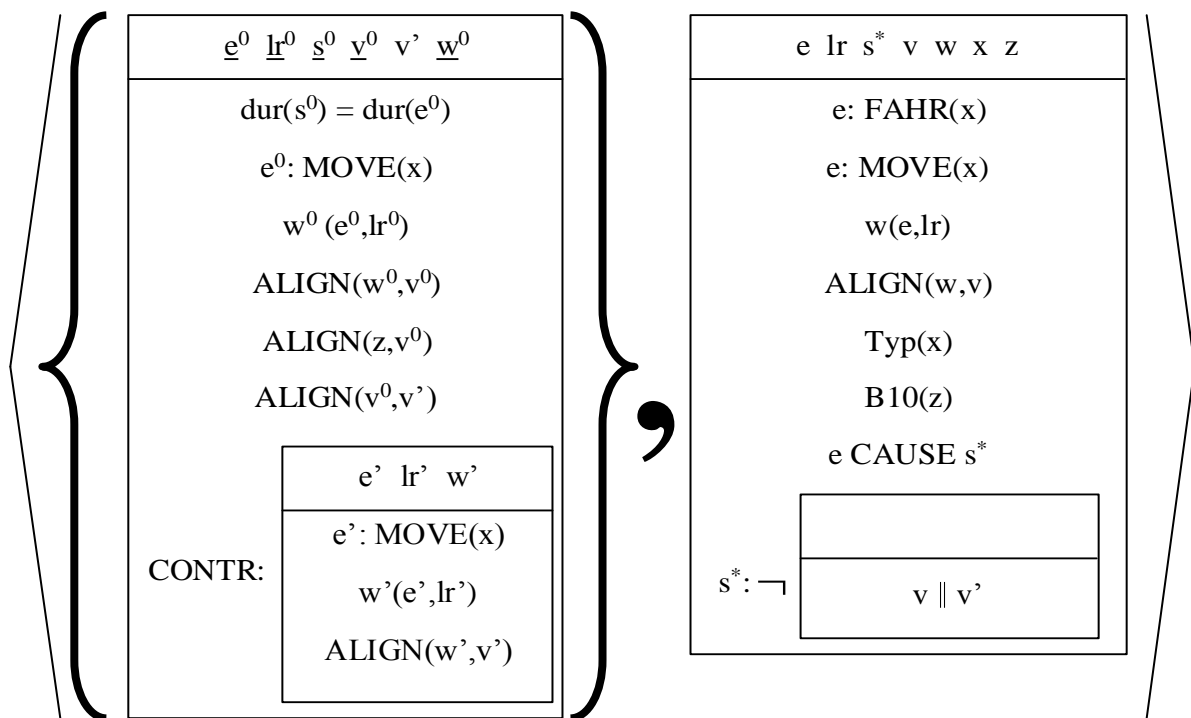 e⁰ lr⁰ s⁰ v⁰ v’ w⁰
dur(s⁰) = dur(e⁰)
e⁰: MOVE(x)
w⁰ (e⁰,lr⁰)
ALIGN(w⁰,v⁰)
ALIGN(z,v⁰)
ALIGN(v⁰,v’)
CONTR:
e’ lr’ w’
e’: MOVE(x)
w’(e’,lr’)
ALIGN(w’,v’)
,
e lr s* v w x z
e: FAHR(x)
e: MOVE(x)
w(e,lr)
ALIGN(w,v)
Typ(x)
B10(z)
e CAUSE s*
s*: ¬
v || v’